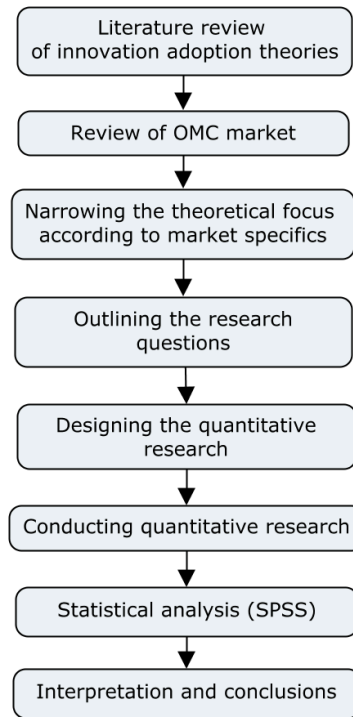 Literature review
of innovation adoption theories
Review of OMC market
Narrowing the theoretical focus
according to market specifics
Outlining the research
questions
Designing the quantitative
research
Conducting quantitative research
Statistical analysis (SPSS)
Interpretation and conclusions